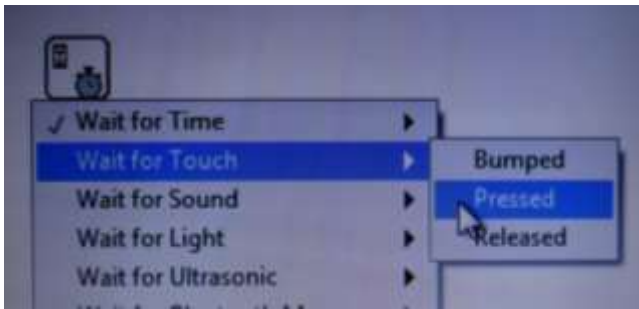 Wait for Time
Wait for Touch
Bumped
Wait for Sound
Pressed
Wait for Light
Released
Wait for Ultrasonic